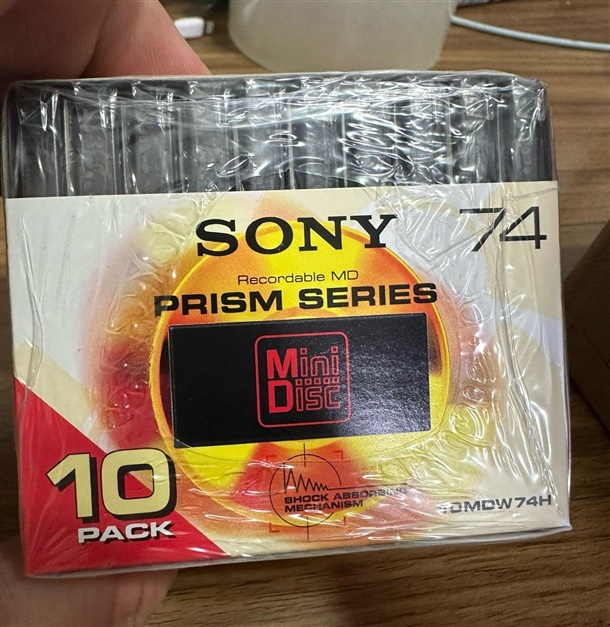 SONY 74
Recordable MD
PRISM SERIES
Mini
Disc
10
PACK
SHOCK ABSORBING
MECHANISM
10MDW74H